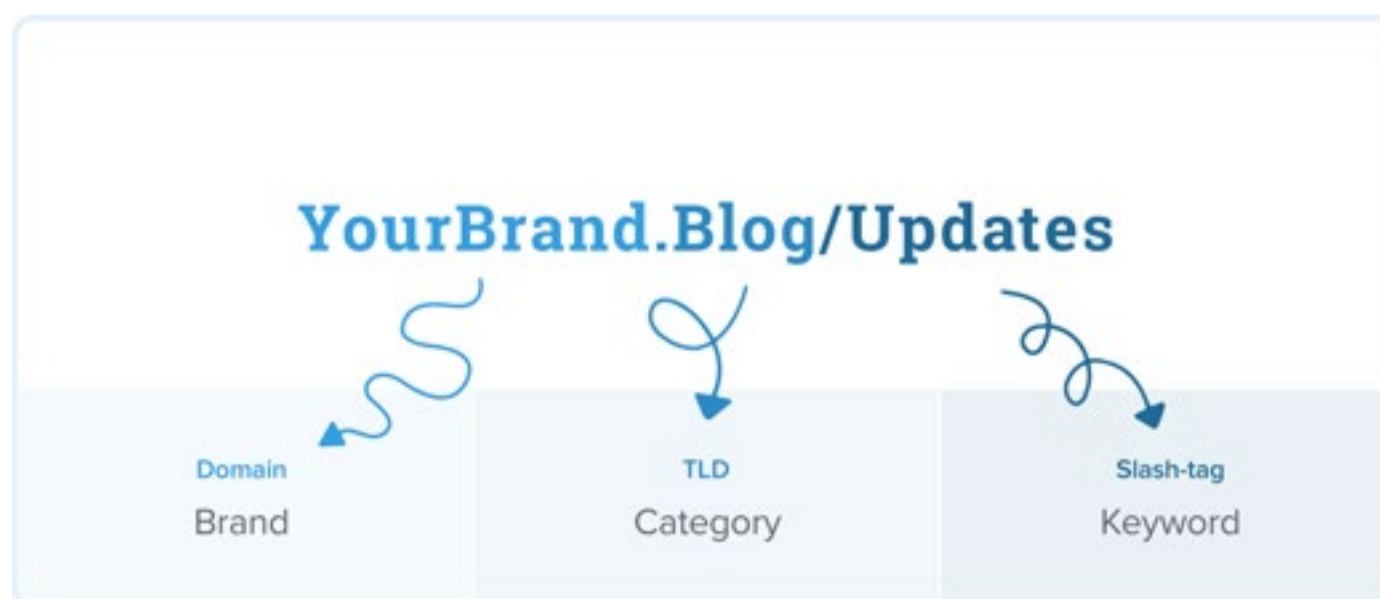 YourBrand.Blog/Updates
Domain
Brand
TLD
Category
Slash-tag
Keyword